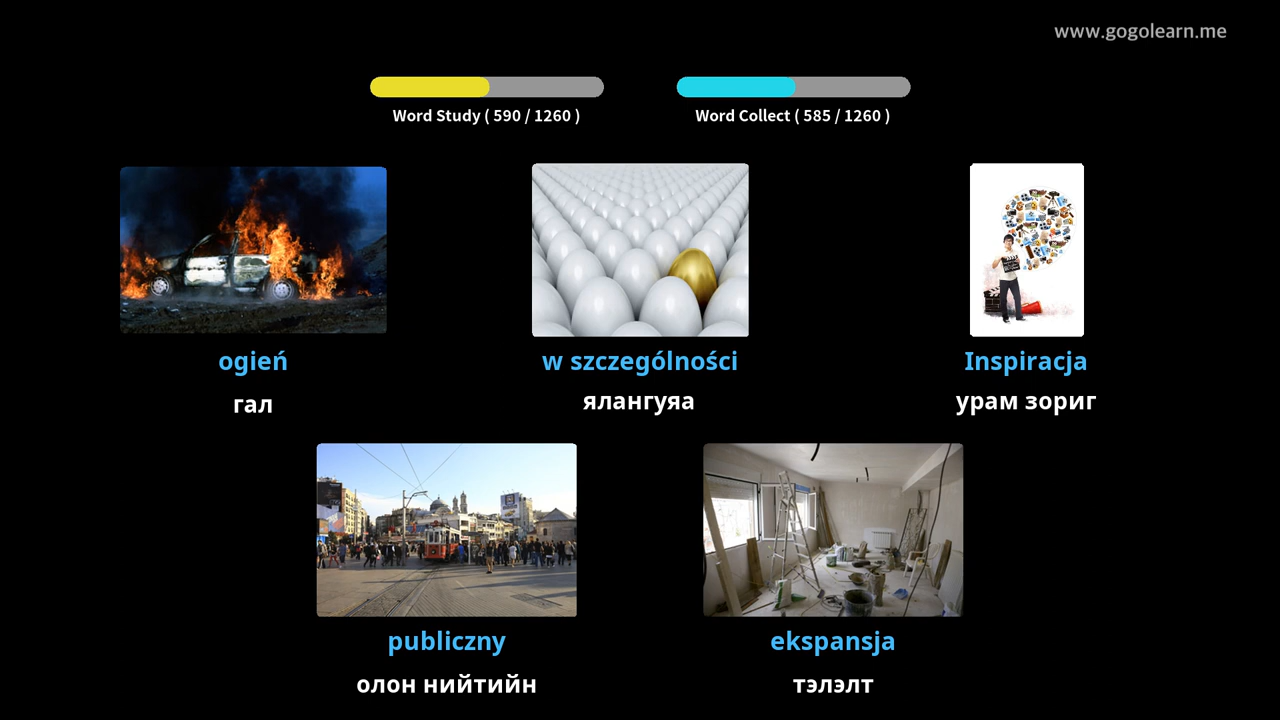 www.gogolearn.me
Word Study ( 590 / 1260 )
Word Collect ( 585 / 1260 )
ogień
w szczególności
Inspiracja
гал
ялангуяа
урам зориг
publiczny
ekspansja
олон нийтийн
тэлэлт